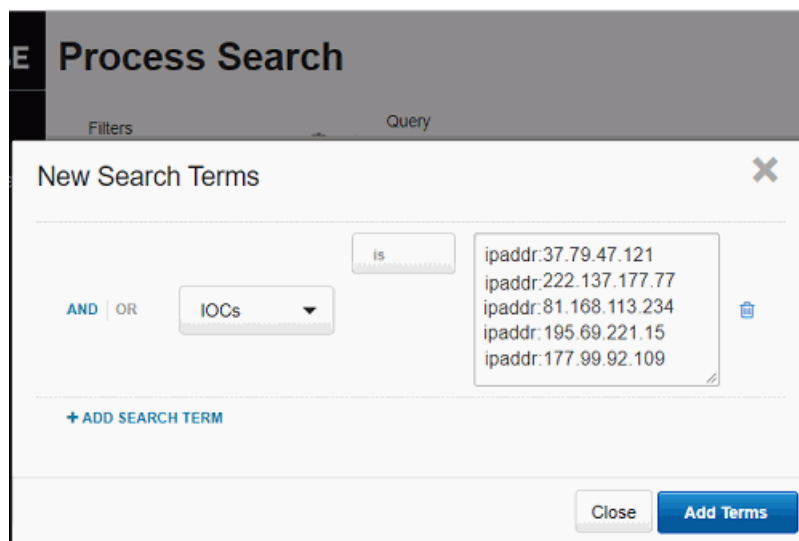 SE
Process Search
Filters
Query
New Search Terms
is
ipaddr:37.79.47.121
ipaddr:222.137.177.77
AND OR
IOCs
ipaddr:81.168.113.234
ipaddr:195.69.221.15
ipaddr:177.99.92.109
+ ADD SEARCH TERM
Close
Add Terms